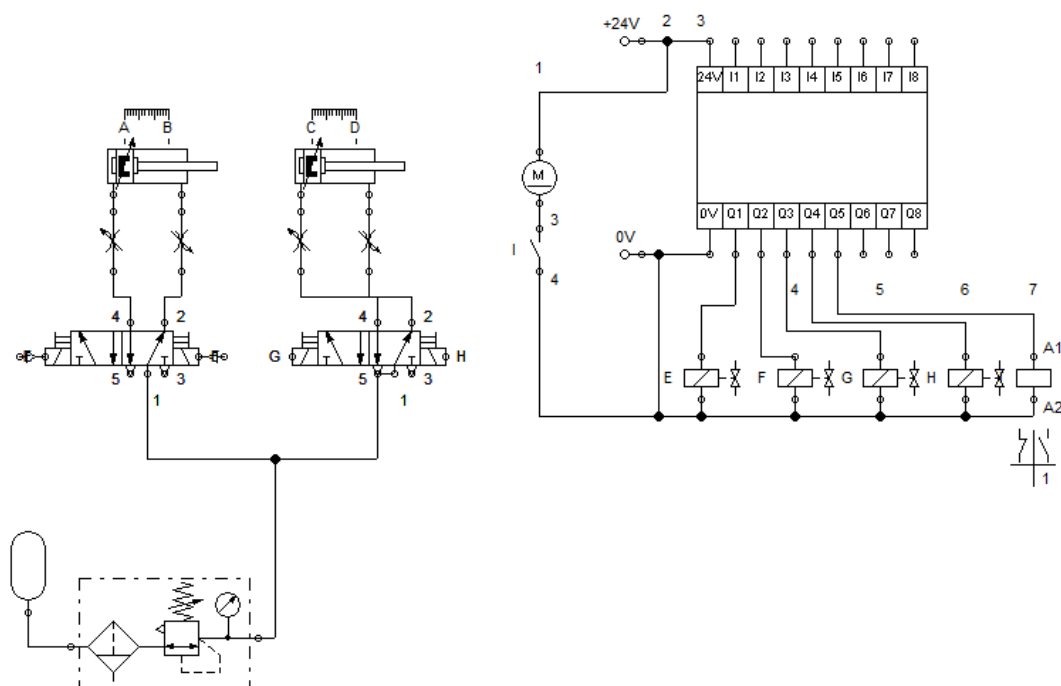 +24V 2 3
1
24V I1 I2 I3 I4 I5 I6 I7 I8
A B C D
M
0V Q1 Q2 Q3 Q4 Q5 Q6 Q7 Q8
3
I 0V
4
4 5 6 7
4 2 4 2
A1
G H
5 3 5 3
E F G H
1 1
A2
1